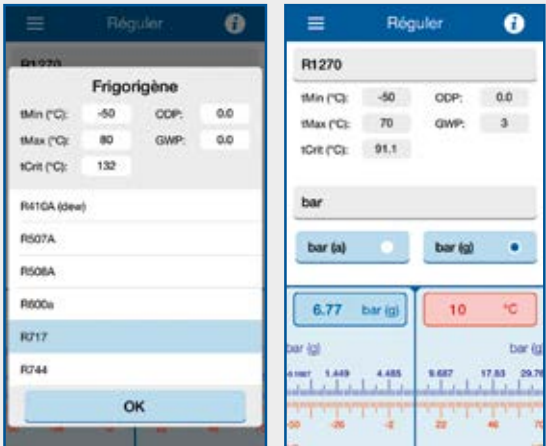 Réguler
R1270
Frigorigène
tMin (°C): -50 ODP: 0.0
tMax (°C): 80 GWP: 0.0
tCrit (°C): 132
R410A (dew)
R507A
R508A
R600a
R717
R744
OK
Réguler
R1270
tMin (°C): -50 ODP: 0.0
tMax (°C): 70 GWP: 3
tCrit (°C): 91.1
bar
bar (a) bar (g)
6.77 bar (g) 10 °C
bar (g) bar (g
1.449 4.485 9.687 17.83 29.76
-50 -26 -2 22 46 70